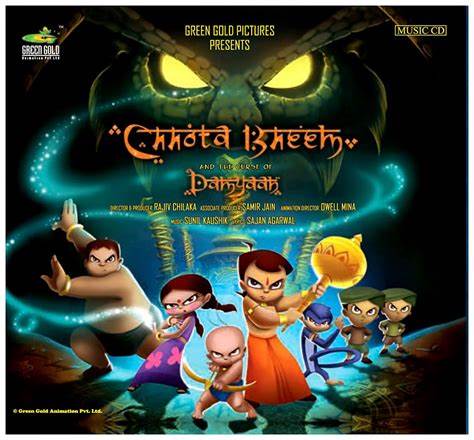 GREEN GOLD
Animation Pvt Ltd
TM
GREEN GOLD PICTURES
PRESENTS
MUSIC CD
Chhota Bheem
AND THE CURSE OF
Damyaan
DIRECTOR & PRODUCER RAJIV CHILAKA ASSOCIATE PRODUCER SAMIR JAIN ANIMATION DIRECTOR OWELL MINA
MUSIC SUNIL KAUSHIK LYRICS SAJAN AGARWAL
© Green Gold Animation Pvt. Ltd.